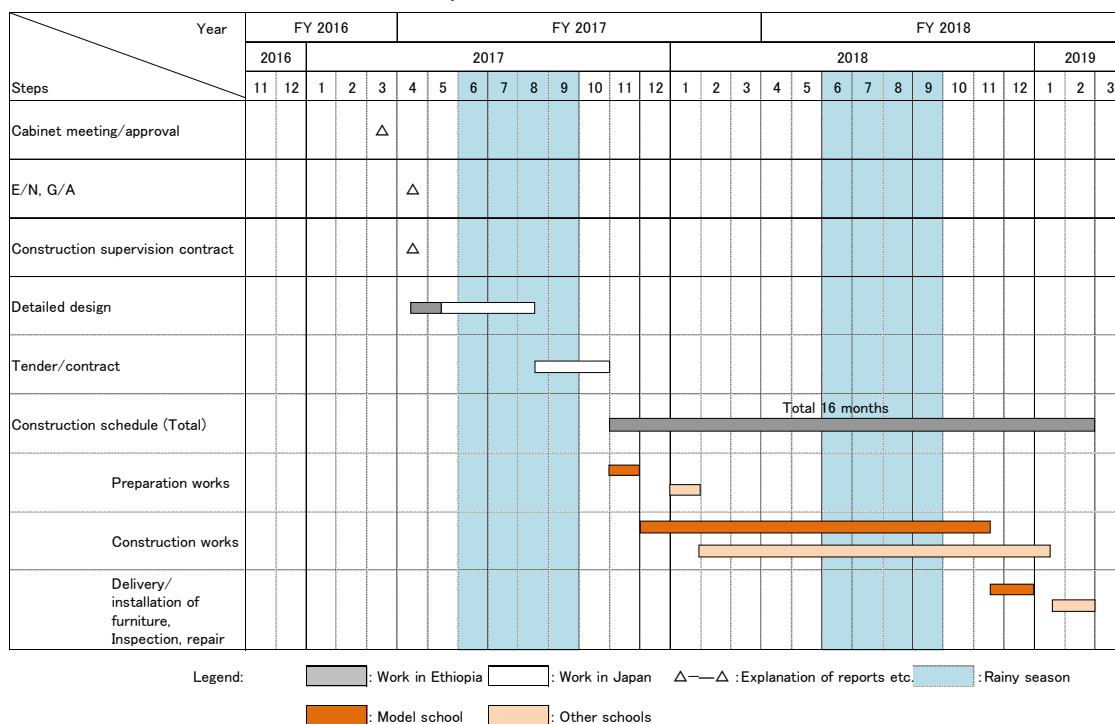 Year FY 2016 FY 2017 FY 2018
2016 2017 2018 2019
Steps 11 12 1 2 3 4 5 6 7 8 9 10 11 12 1 2 3 4 5 6 7 8 9 10 11 12 1 2 3
Cabinet meeting/approval △
E/N, G/A △
Construction supervision contract △
Detailed design
Tender/contract
Total 16 months
Construction schedule (Total)
Preparation works
Construction works
Delivery/
installation of
furniture,
Inspection, repair
Legend: : Work in Ethiopia : Work in Japan △-—△ :Explanation of reports etc. : Rainy season
: Model school : Other schools